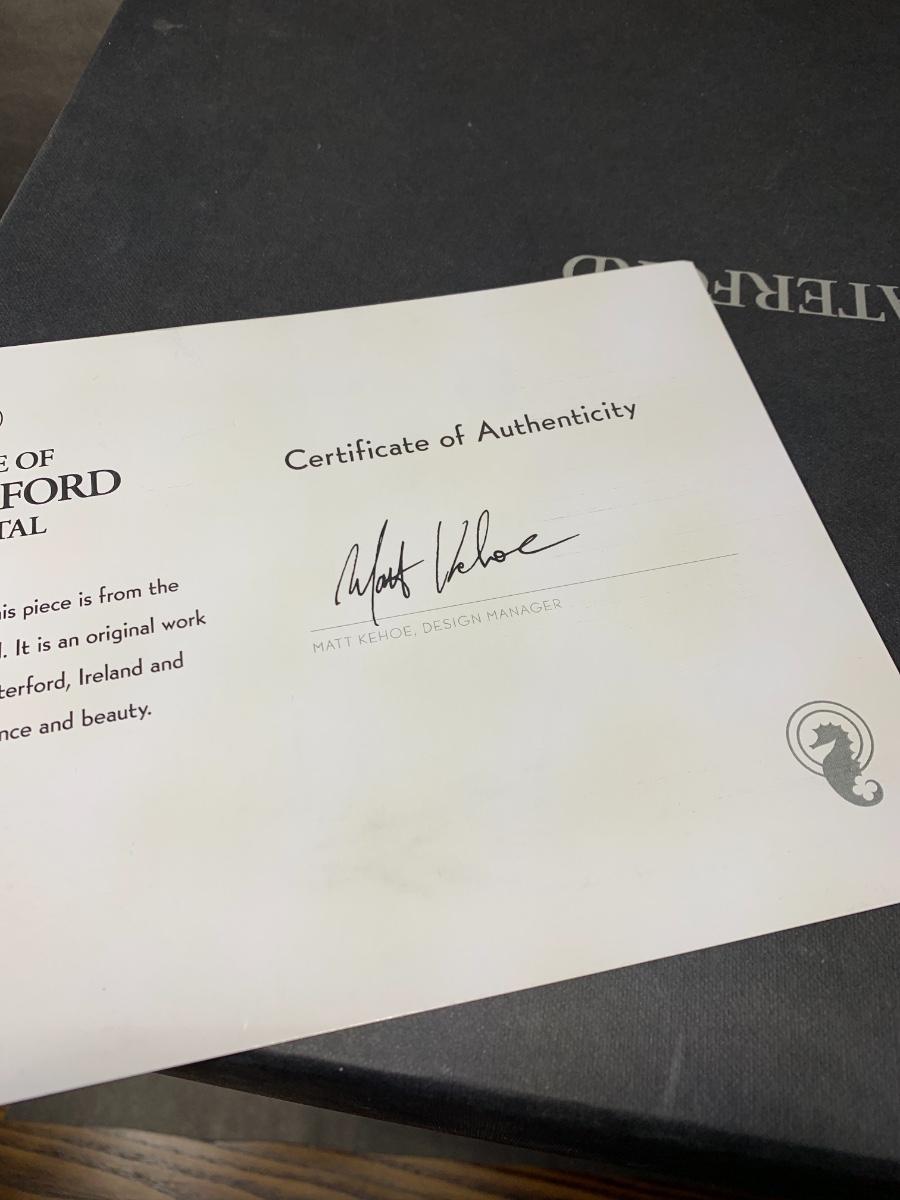 E OF
FORD
TAL
is piece is from the
. It is an original work
terford, Ireland and
nce and beauty.
Certificate of Authenticity
Matt Kehoe
MATT KEHOE, DESIGN MANAGER
ATERFORD